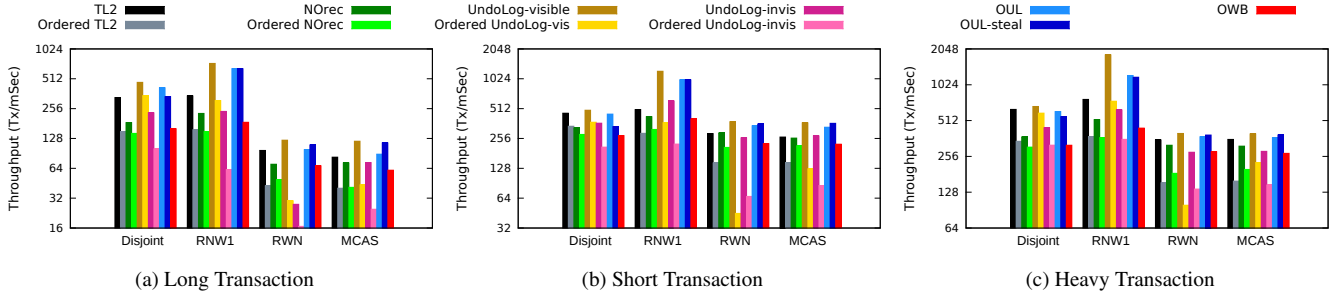 TL2
Ordered TL2
NOrec
Ordered NOrec
UndoLog-visible
Ordered UndoLog-vis
UndoLog-invis
Ordered UndoLog-invis
OUL
OUL-steal
OWB
Throughput (Tx/mSec)
1024
512
256
128
64
32
16
Disjoint RNW1 RWN MCAS
(a) Long Transaction
Throughput (Tx/mSec)
2048
1024
512
256
128
64
32
Disjoint RNW1 RWN MCAS
(b) Short Transaction
Throughput (Tx/mSec)
2048
1024
512
256
128
64
Disjoint RNW1 RWN MCAS
(c) Heavy Transaction